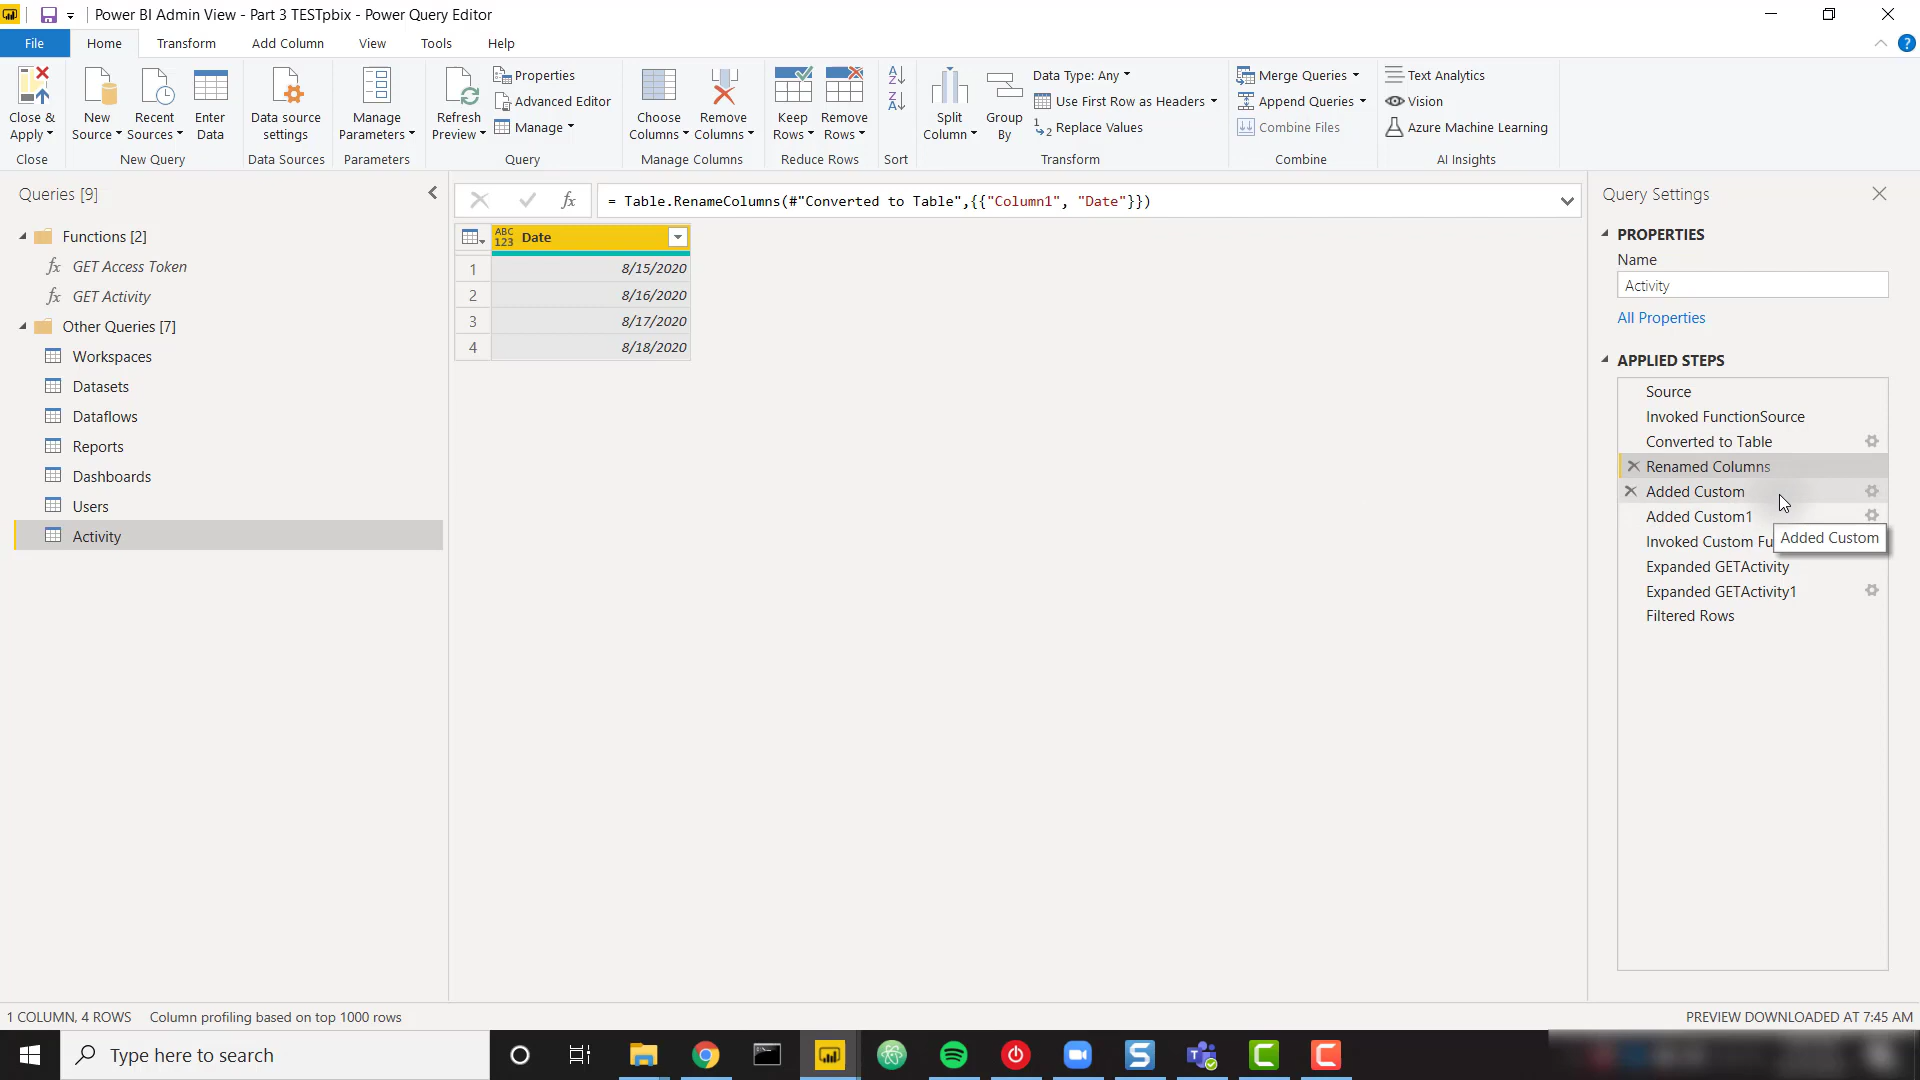 Power BI Admin View - Part 3 TESTpbix - Power Query Editor
File Home Transform Add Column View Tools Help
Close & Apply
Close
New Source
Recent Sources
Enter Data
New Query
Data source settings
Data Sources
Manage Parameters
Parameters
Refresh Preview
Properties
Advanced Editor
Manage
Query
Choose Columns
Remove Columns
Manage Columns
Keep Rows
Remove Rows
Reduce Rows
Sort
Split Column
Group By
Data Type: Any
Use First Row as Headers
Replace Values
Transform
Merge Queries
Append Queries
Combine Files
Combine
Text Analytics
Vision
Azure Machine Learning
AI Insights
Queries [9]
Functions [2]
fx GET Access Token
fx GET Activity
Other Queries [7]
Workspaces
Datasets
Dataflows
Reports
Dashboards
Users
Activity
fx = Table.RenameColumns(#"Converted to Table",{{"Column1", "Date"}})
ABC 123 Date
1 8/15/2020
2 8/16/2020
3 8/17/2020
4 8/18/2020
Query Settings
PROPERTIES
Name
Activity
All Properties
APPLIED STEPS
Source
Invoked FunctionSource
Converted to Table
Renamed Columns
Added Custom
Added Custom1
Invoked Custom Fu
Added Custom
Expanded GETActivity
Expanded GETActivity1
Filtered Rows
1 COLUMN, 4 ROWS Column profiling based on top 1000 rows
PREVIEW DOWNLOADED AT 7:45 AM
Type here to search